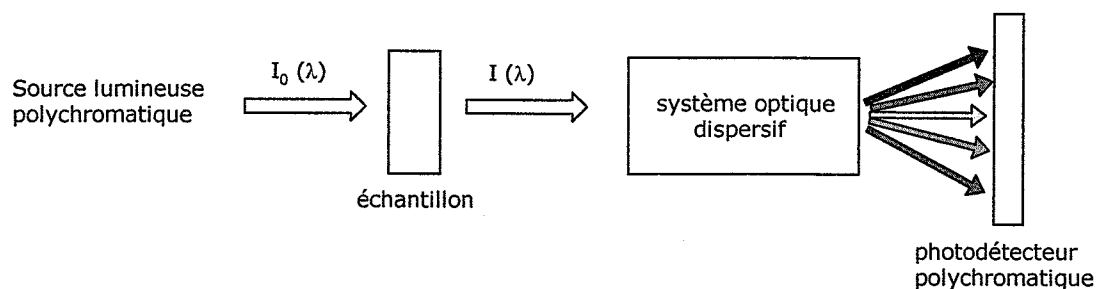 Source lumineuse
polychromatique
I₀ (λ)
échantillon
I (λ)
système optique
dispersif
photodétecteur
polychromatique